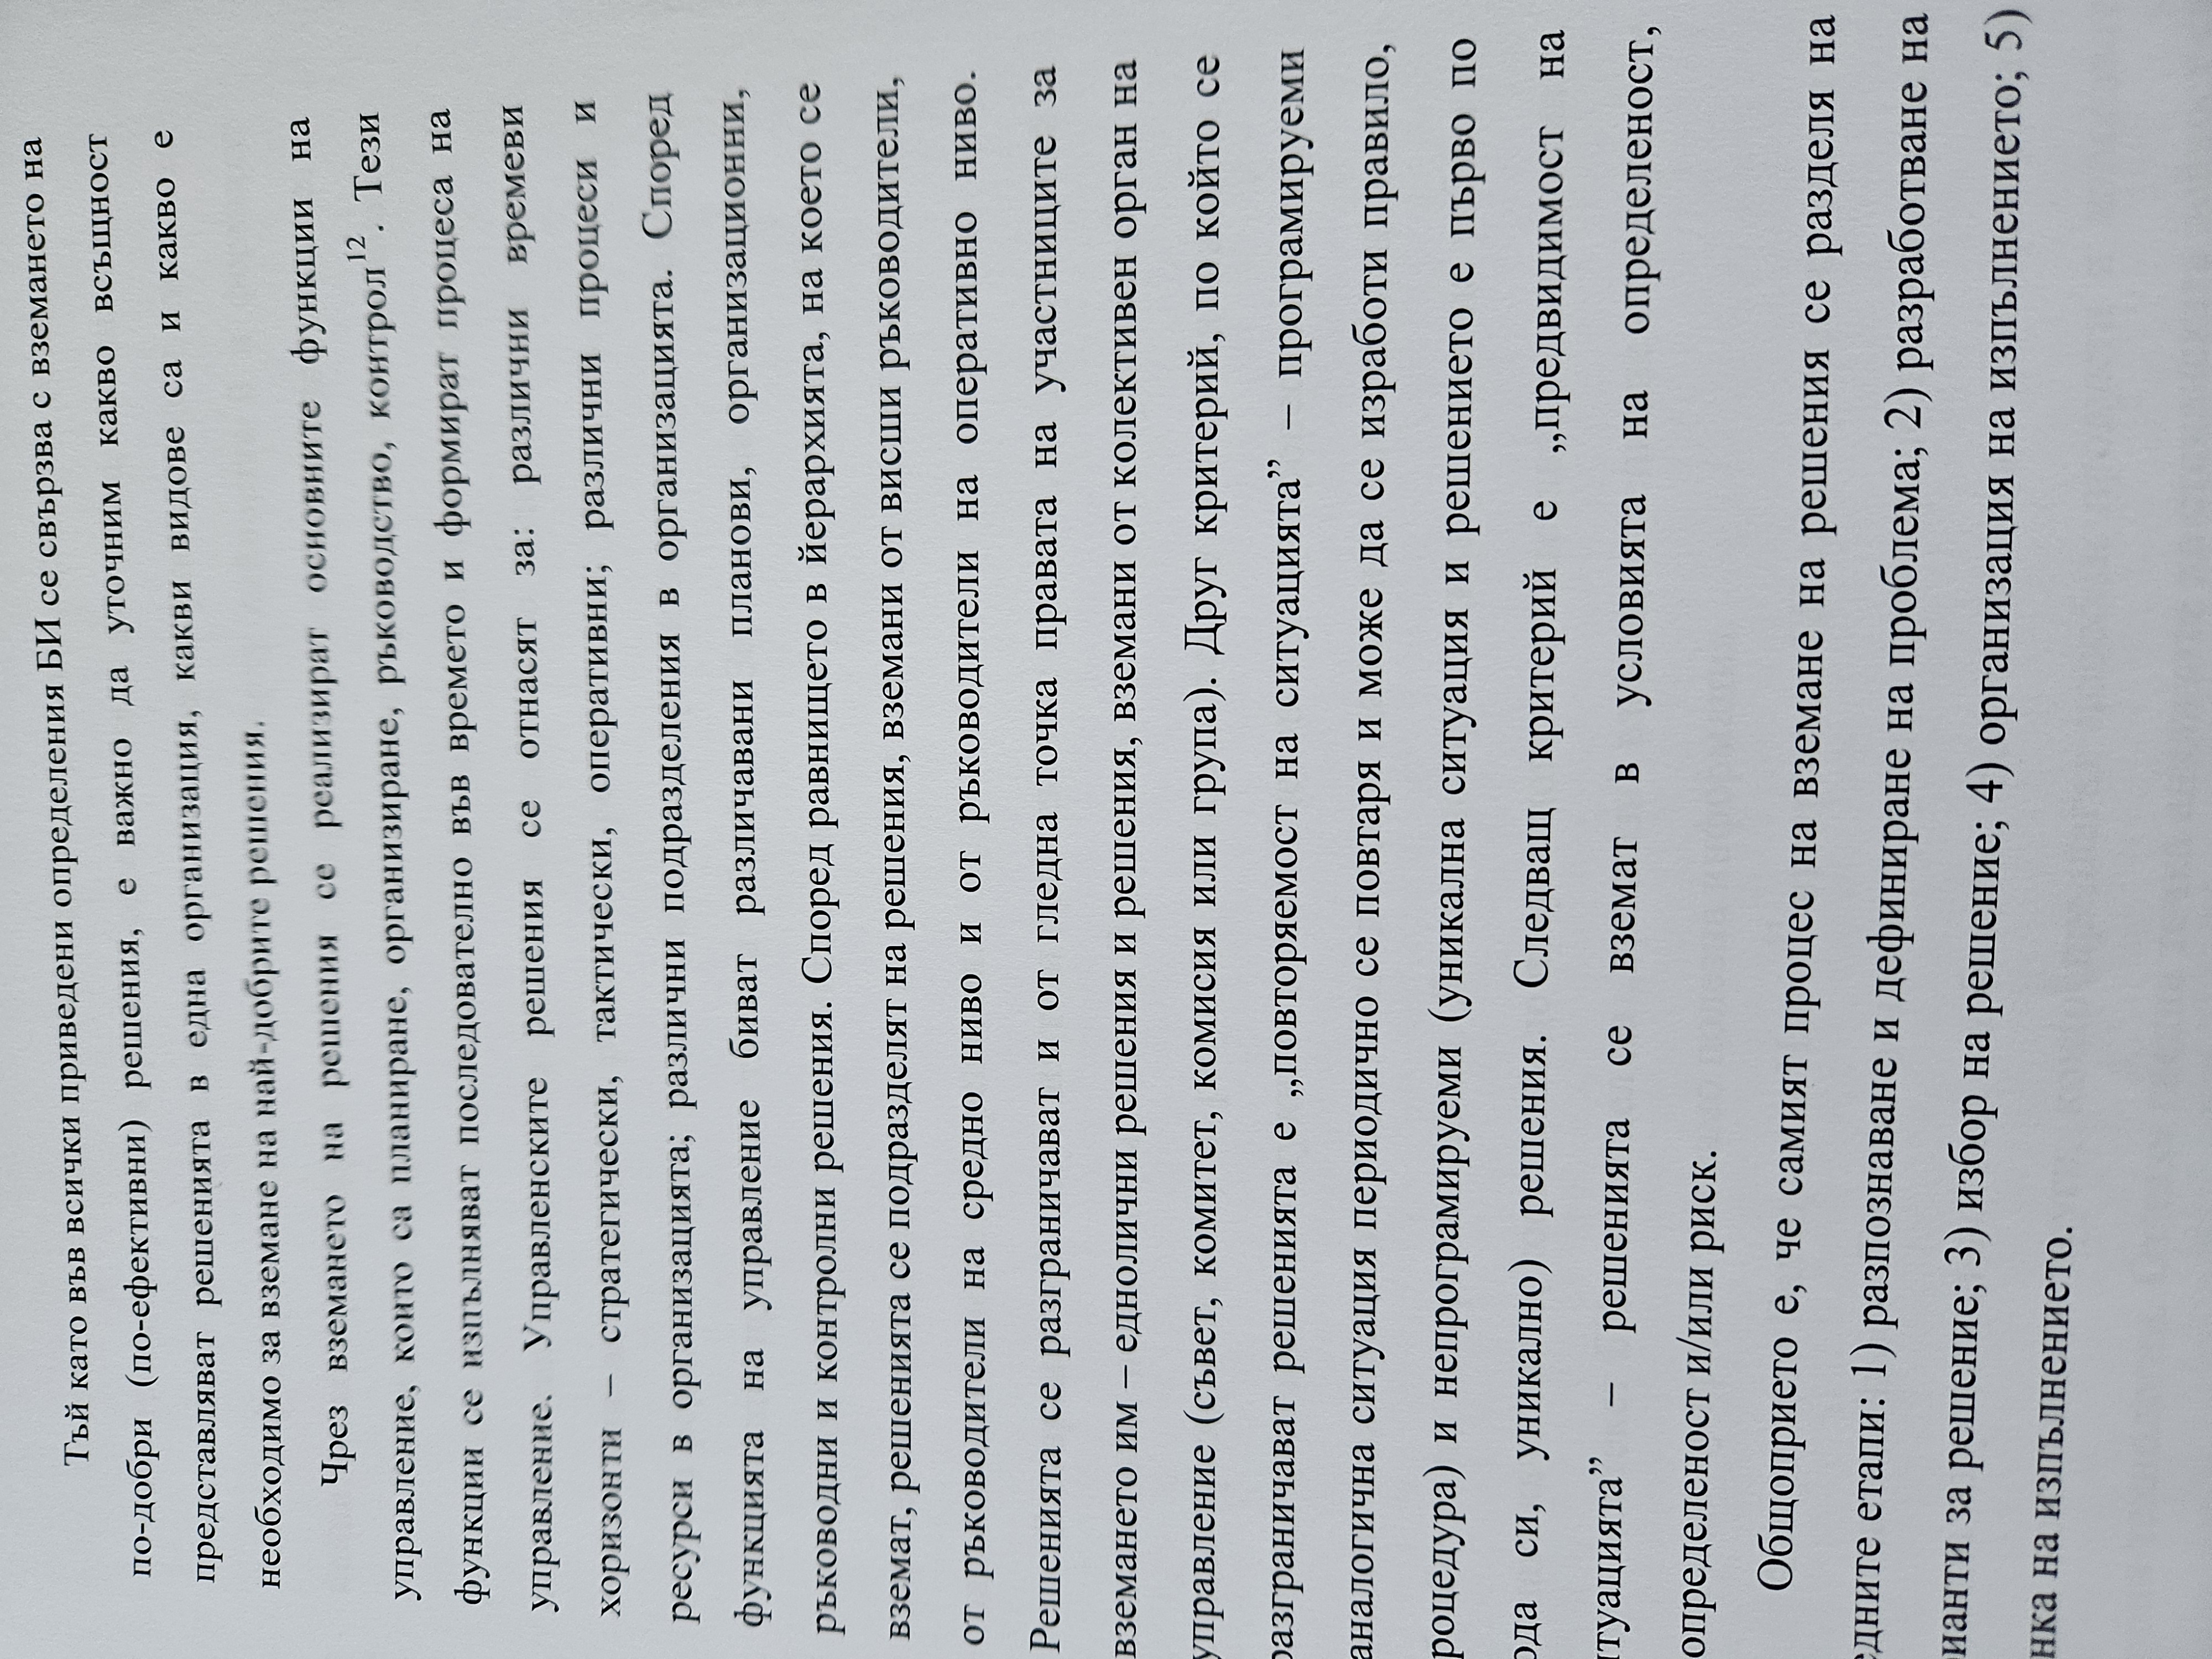 Тъй като във всички приведени определения БИ се свързва с вземането на
по-добри (по-ефективни) решения, е важно да уточним какво всъщност
представляват решенията в една организация, какви видове са и какво е
необходимо за вземане на най-добрите решения.
Чрез вземането на решения се реализират основните функции на
управление, които са планиране, организиране, ръководство, контрол12. Тези
функции се изпълняват последователно във времето и формират процеса на
управление. Управленските решения се отнасят за: различни времеви
хоризонти – стратегически, тактически, оперативни; различни процеси и
ресурси в организацията; различни подразделения в организацията. Според
функцията на управление биват различавани планови, организационни,
ръководни и контролни решения. Според равнището в йерархията, на което се
вземат, решенията се подразделят на решения, вземани от висши ръководители,
от ръководители на средно ниво и от ръководители на оперативно ниво.
Решенията се разграничават и от гледна точка правата на участниците за
вземането им – еднолични решения и решения, вземани от колективен орган на
управление (съвет, комитет, комисия или група). Друг критерий, по който се
разграничават решенията е „повторяемост на ситуацията” – програмируеми
аналогична ситуация периодично се повтаря и може да се изработи правило,
роцедура) и непрограмируеми (уникална ситуация и решението е първо по
ода си, уникално) решения. Следващ критерий е „предвидимост на
туацията” – решенията се вземат в условията на определеност,
определеност и/или риск.
Общоприето е, че самият процес на вземане на решения се разделя на
едните етапи: 1) разпознаване и дефиниране на проблема; 2) разработване на
ианти за решение; 3) избор на решение; 4) организация на изпълнението; 5)
нка на изпълнението.